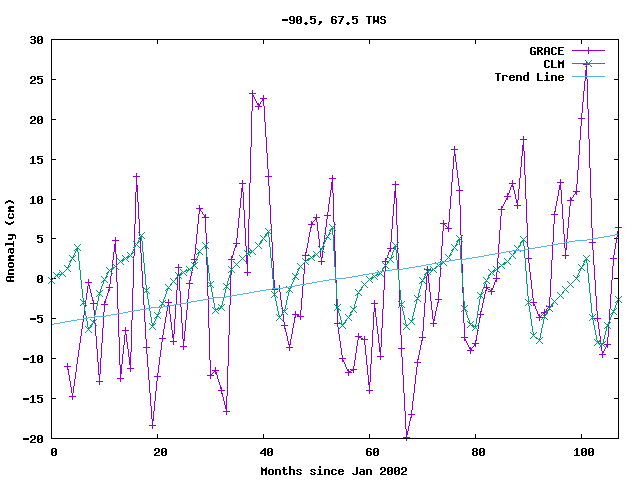 -90.5, 67.5 TWS
GRACE
CLM
Trend Line
30
25
20
15
10
5
0
-5
-10
-15
-20
Anomaly (cm)
0 20 40 60 80 100
Months since Jan 2002